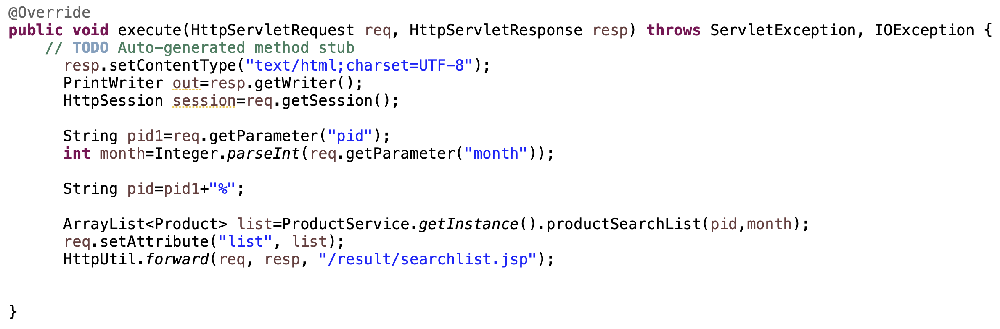 @Override
public void execute(HttpServletRequest req, HttpServletResponse resp) throws ServletException, IOException {
    // TODO Auto-generated method stub
      resp.setContentType("text/html;charset=UTF-8");
      PrintWriter out=resp.getWriter();
      HttpSession session=req.getSession();

      String pid1=req.getParameter("pid");
      int month=Integer.parseInt(req.getParameter("month"));

      String pid=pid1+"%";

      ArrayList<Product> list=ProductService.getInstance().productSearchList(pid,month);
      req.setAttribute("list", list);
      HttpUtil.forward(req, resp, "/result/searchlist.jsp");

}